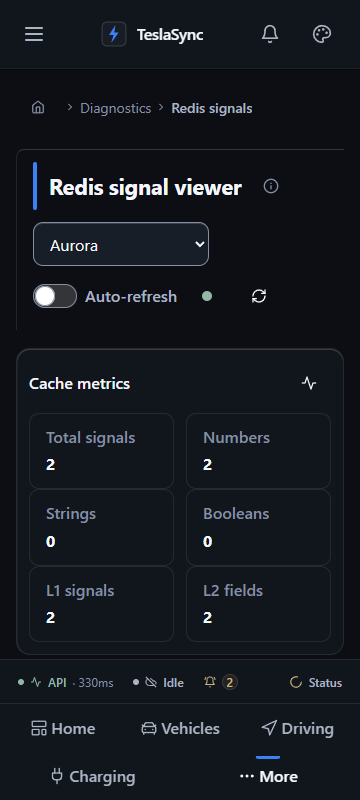 TeslaSync
Diagnostics Redis signals
Redis signal viewer
Aurora
Auto-refresh
Cache metrics
Total signals Numbers
2 2
Strings Booleans
0 0
L1 signals L2 fields
2 2
API · 330ms Idle 2 Status
Home Vehicles Driving
Charging More